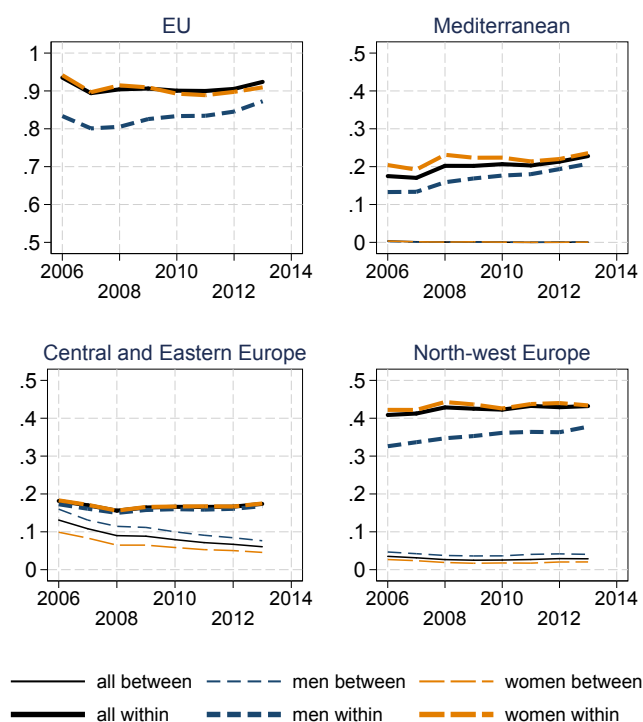 EU
1
.9
.8
.7
.6
.5
2006 2010 2014
2008 2012
Mediterranean
.5
.4
.3
.2
.1
0
2006 2010 2014
2008 2012
Central and Eastern Europe
.5
.4
.3
.2
.1
0
2006 2010 2014
2008 2012
North-west Europe
.5
.4
.3
.2
.1
0
2006 2010 2014
2008 2012
all between men between women between
all within men within women within